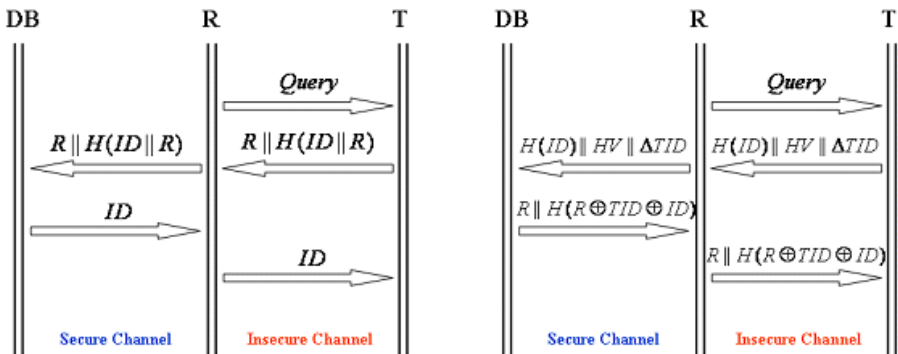 DB R T
Query
R || H(ID || R) R || H(ID || R)
ID
ID
Secure Channel Insecure Channel
DB R T
Query
H(ID) || HV || ΔTID H(ID) || HV || ΔTID
R || H(R⊕TID⊕ID)
R || H(R⊕TID⊕ID)
Secure Channel Insecure Channel